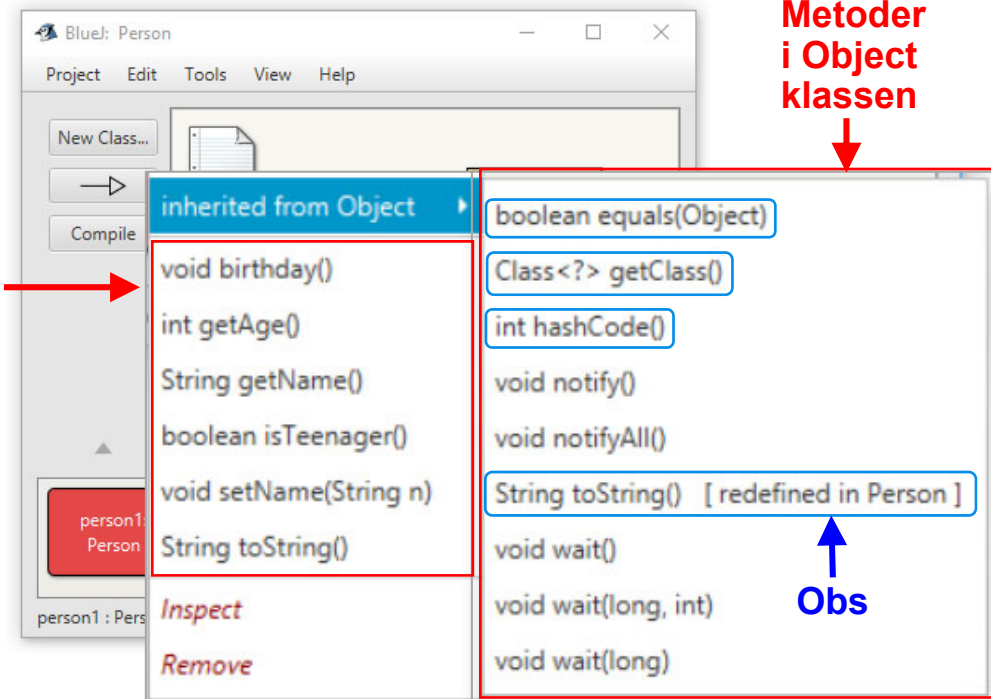 BlueJ: Person
Project Edit Tools View Help
New Class...
Compile
person1:
Person
person1 : Pers
inherited from Object
void birthday()
int getAge()
String getName()
boolean isTeenager()
void setName(String n)
String toString()
Inspect
Remove
Metoder
i Object
klassen
boolean equals(Object)
Class<?> getClass()
int hashCode()
void notify()
void notifyAll()
String toString() [ redefined in Person ]
void wait()
void wait(long, int)
void wait(long)
Obs